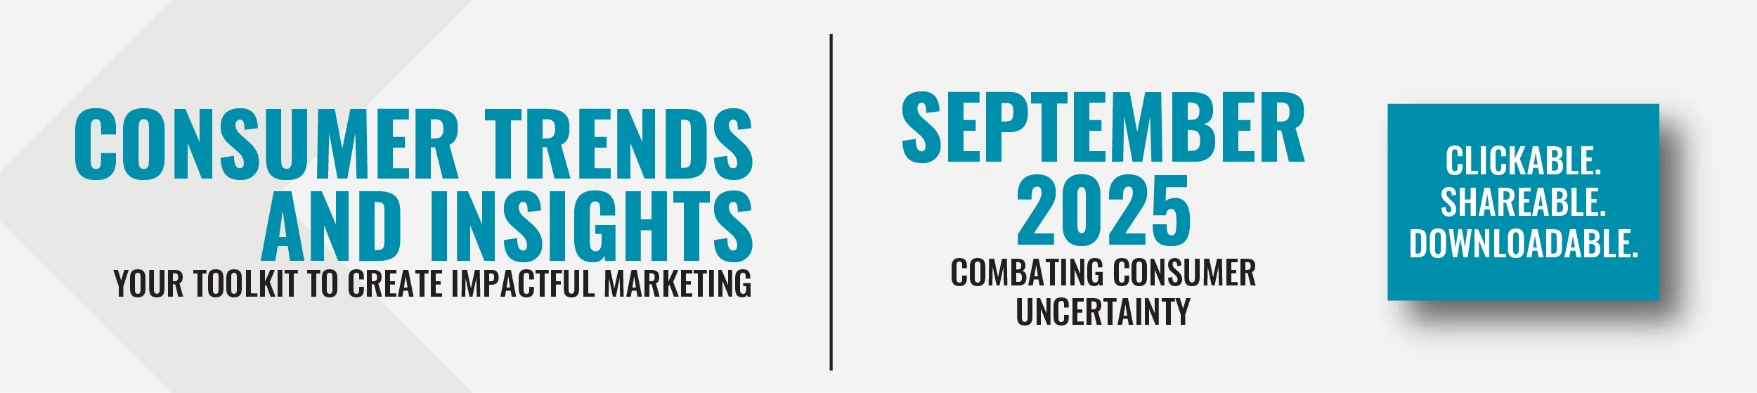 CONSUMER TRENDS
AND INSIGHTS
YOUR TOOLKIT TO CREATE IMPACTFUL MARKETING
SEPTEMBER
2025
COMBATING CONSUMER
UNCERTAINTY
CLICKABLE.
SHAREABLE.
DOWNLOADABLE.